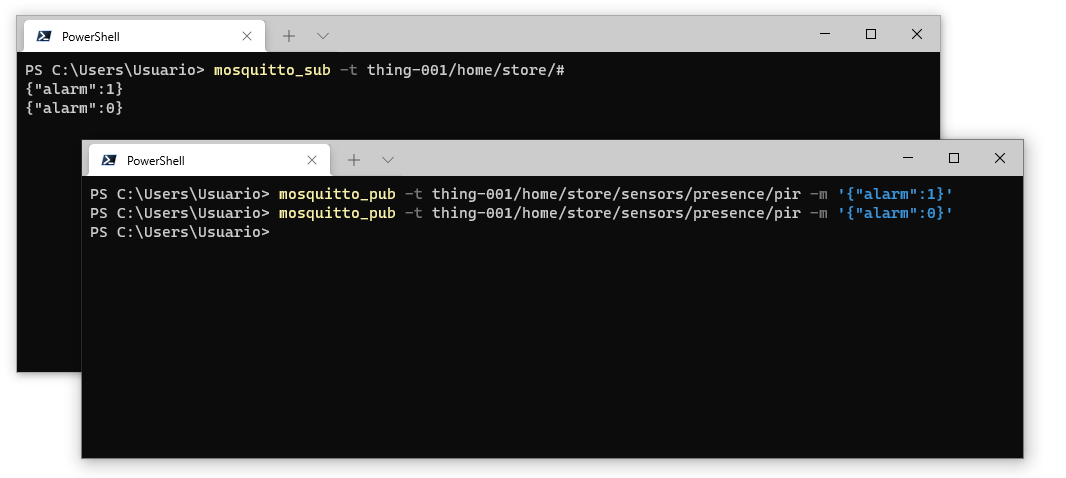 PowerShell
PS C:\Users\Usuario> mosquitto_sub -t thing-001/home/store/#
{"alarm":1}
{"alarm":0}
PowerShell
PS C:\Users\Usuario> mosquitto_pub -t thing-001/home/store/sensors/presence/pir -m '{"alarm":1}'
PS C:\Users\Usuario> mosquitto_pub -t thing-001/home/store/sensors/presence/pir -m '{"alarm":0}'
PS C:\Users\Usuario>